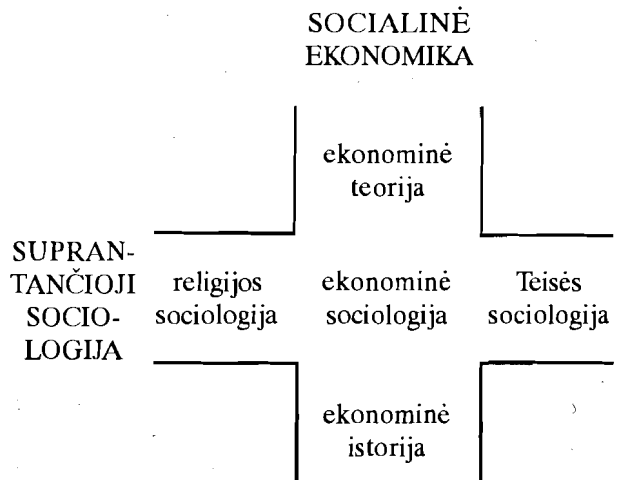 SOCIALINĖ
EKONOMIKA
ekonominė
teorija
SUPRAN-
TANČIOJI
SOCIO-
LOGIJA
religijos
sociologija
ekonominė
sociologija
Teisės
sociologija
ekonominė
istorija